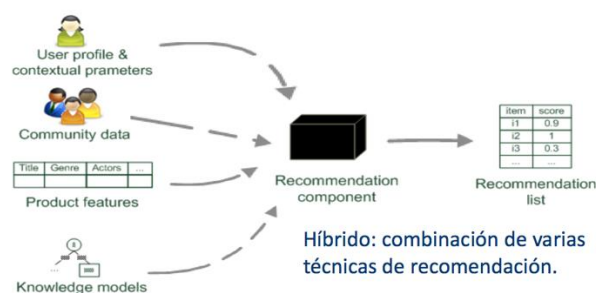 User profile &
contextual prameters
Community data
Title Genre Actors ...
Product features
...
Knowledge models
Recommendation
component
item score
i1 0.9
i2 1
i3 0.3
... ...
Recommendation
list
Híbrido: combinación de varias
técnicas de recomendación.